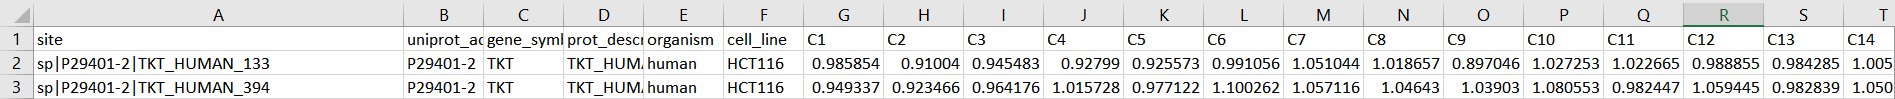 A B C D E F G H I J K L M N O P Q R S T
1 site uniprot_ac gene_symb prot_descr organism cell_line C1 C2 C3 C4 C5 C6 C7 C8 C9 C10 C11 C12 C13 C14
2 sp|P29401-2|TKT_HUMAN_133 P29401-2 TKT TKT_HUMA human HCT116 0.985854 0.91004 0.945483 0.92799 0.925573 0.991056 1.051044 1.018657 0.897046 1.027253 1.022665 0.988855 0.984285 1.005
3 sp|P29401-2|TKT_HUMAN_394 P29401-2 TKT TKT_HUMA human HCT116 0.949337 0.923466 0.964176 1.015728 0.977122 1.100262 1.057116 1.04643 1.03903 1.080553 0.982447 1.059445 0.982839 1.050